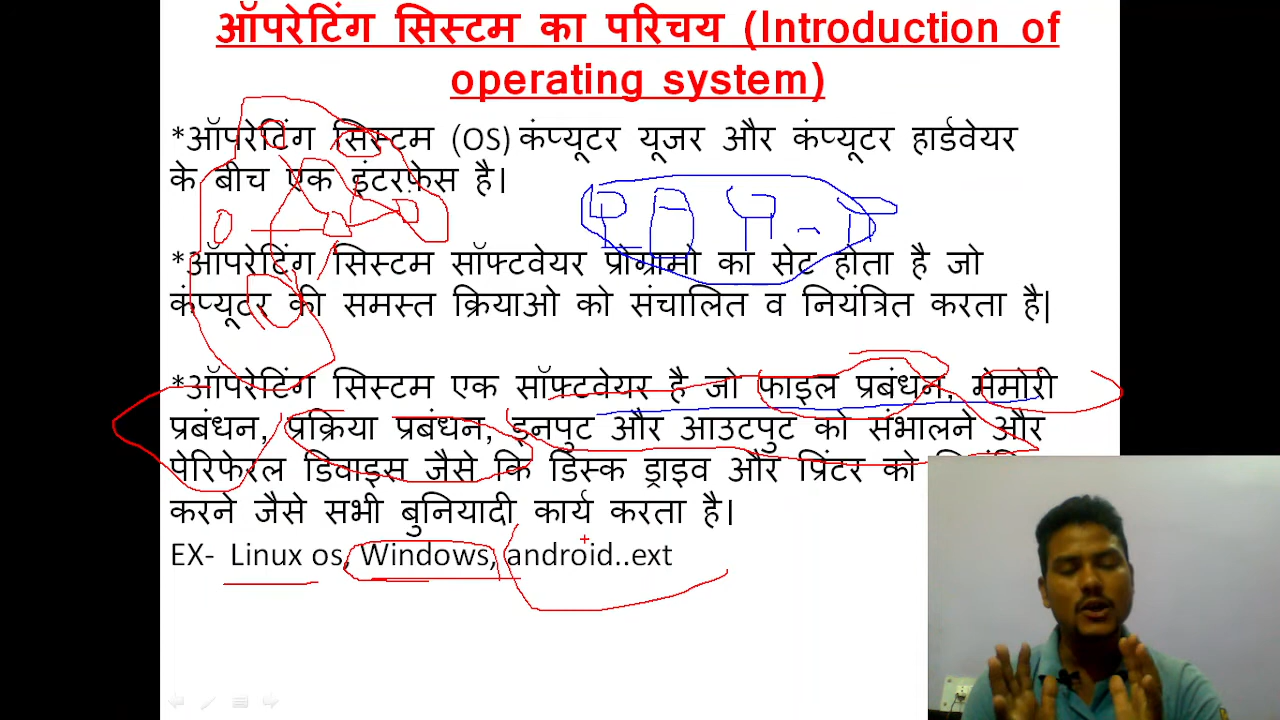 ऑपरेटिंग सिस्टम का परिचय (Introduction of
operating system)
*ऑपरेटिंग सिस्टम (OS) कंप्यूटर यूजर और कंप्यूटर हार्डवेयर
के बीच एक इंटरफ़ेस है।
*ऑपरेटिंग सिस्टम सॉफ्टवेयर प्रोग्रामो का सेट होता है जो
कंप्यूटर की समस्त क्रियाओ को संचालित व नियंत्रित करता है|
*ऑपरेटिंग सिस्टम एक सॉफ्टवेयर है जो फाइल प्रबंधन, मेमोरी
प्रबंधन, प्रक्रिया प्रबंधन, इनपुट और आउटपुट को संभालने और
पेरिफेरल डिवाइस जैसे कि डिस्क ड्राइव और प्रिंटर को
करने जैसे सभी बुनियादी कार्य करता है।
EX- Linux os, Windows, android..ext